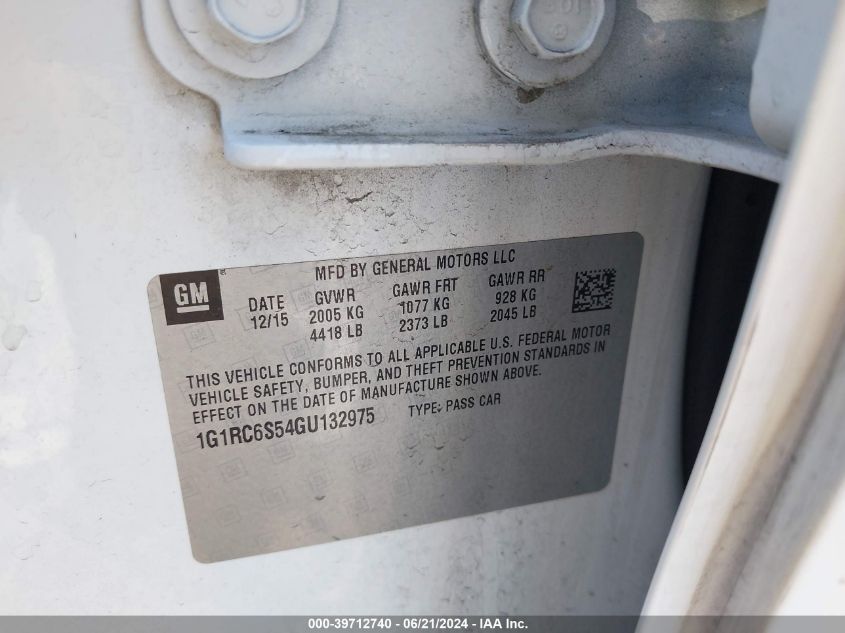 MFD BY GENERAL MOTORS LLC
GM
DATE GVWR GAWR FRT GAWR RR
12/15 2005 KG 1077 KG 928 KG
4418 LB 2373 LB 2045 LB
THIS VEHICLE CONFORMS TO ALL APPLICABLE U.S. FEDERAL MOTOR
VEHICLE SAFETY, BUMPER, AND THEFT PREVENTION STANDARDS IN
EFFECT ON THE DATE OF MANUFACTURE SHOWN ABOVE.
1G1RC6S54GU132975 TYPE: PASS CAR
000-39712740 - 06/21/2024 - IAA Inc.